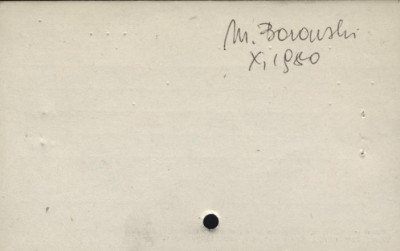 M. Borowski
X, 1980